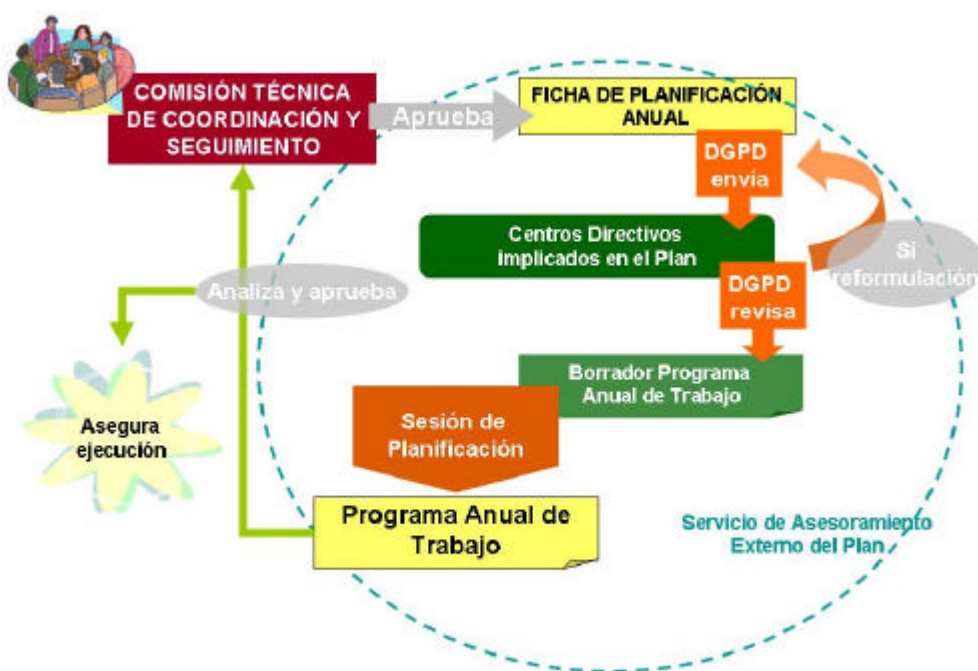 COMISIÓN TÉCNICA
DE COORDINACIÓN Y
SEGUIMIENTO
Aprueba
FICHA DE PLANIFICACIÓN
ANUAL
DGPD
envía
Centros Directivos
implicados en el Plan
Si
reformulación
DGPD
revisa
Analiza y aprueba
Borrador Programa
Anual de Trabajo
Sesión de
Planificación
Asegura
ejecución
Programa Anual de
Trabajo
Servicio de Asesoramiento
Externo del Plan